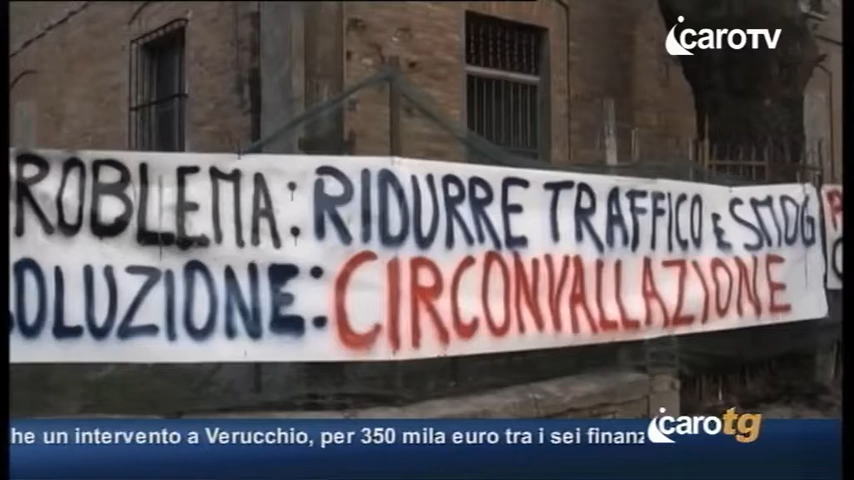 icaroTV
ROBLEMA: RIDURRE TRAFFICO E SMOG
OLUZIONE: CIRCONVALLAZIONE
he un intervento a Verucchio, per 350 mila euro tra i sei finanz
icarotg